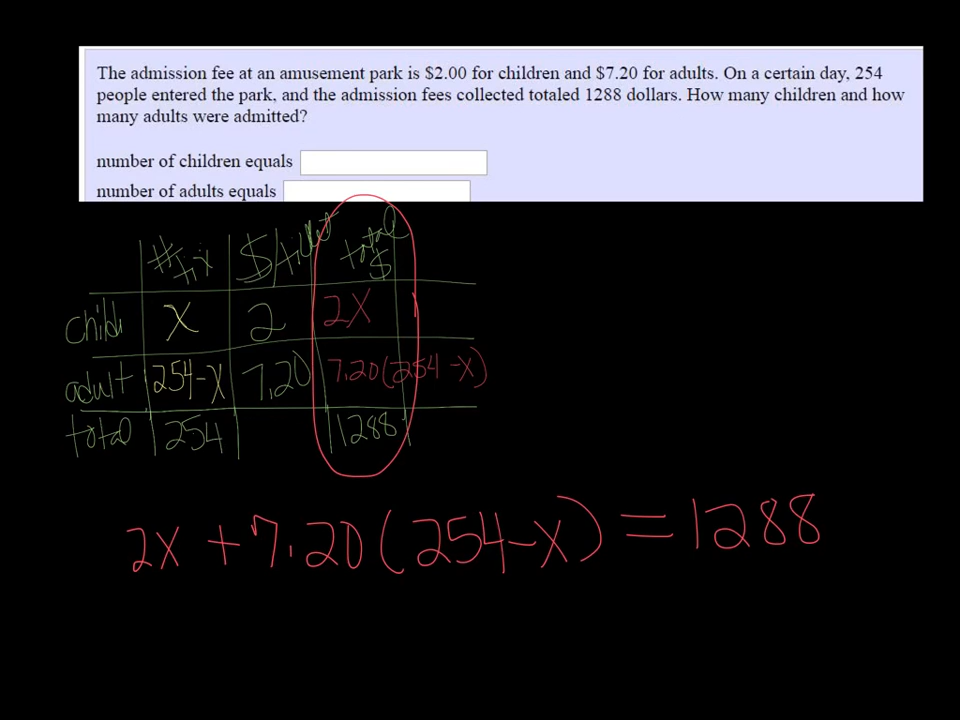 The admission fee at an amusement park is $2.00 for children and $7.20 for adults. On a certain day, 254
people entered the park, and the admission fees collected totaled 1288 dollars. How many children and how
many adults were admitted?
number of children equals
number of adults equals
#tix $/ticket total $
child x 2 2x
adult 254-x 7.20 7.20(254-x)
total 254 1288
2x + 7.20(254-x) = 1288